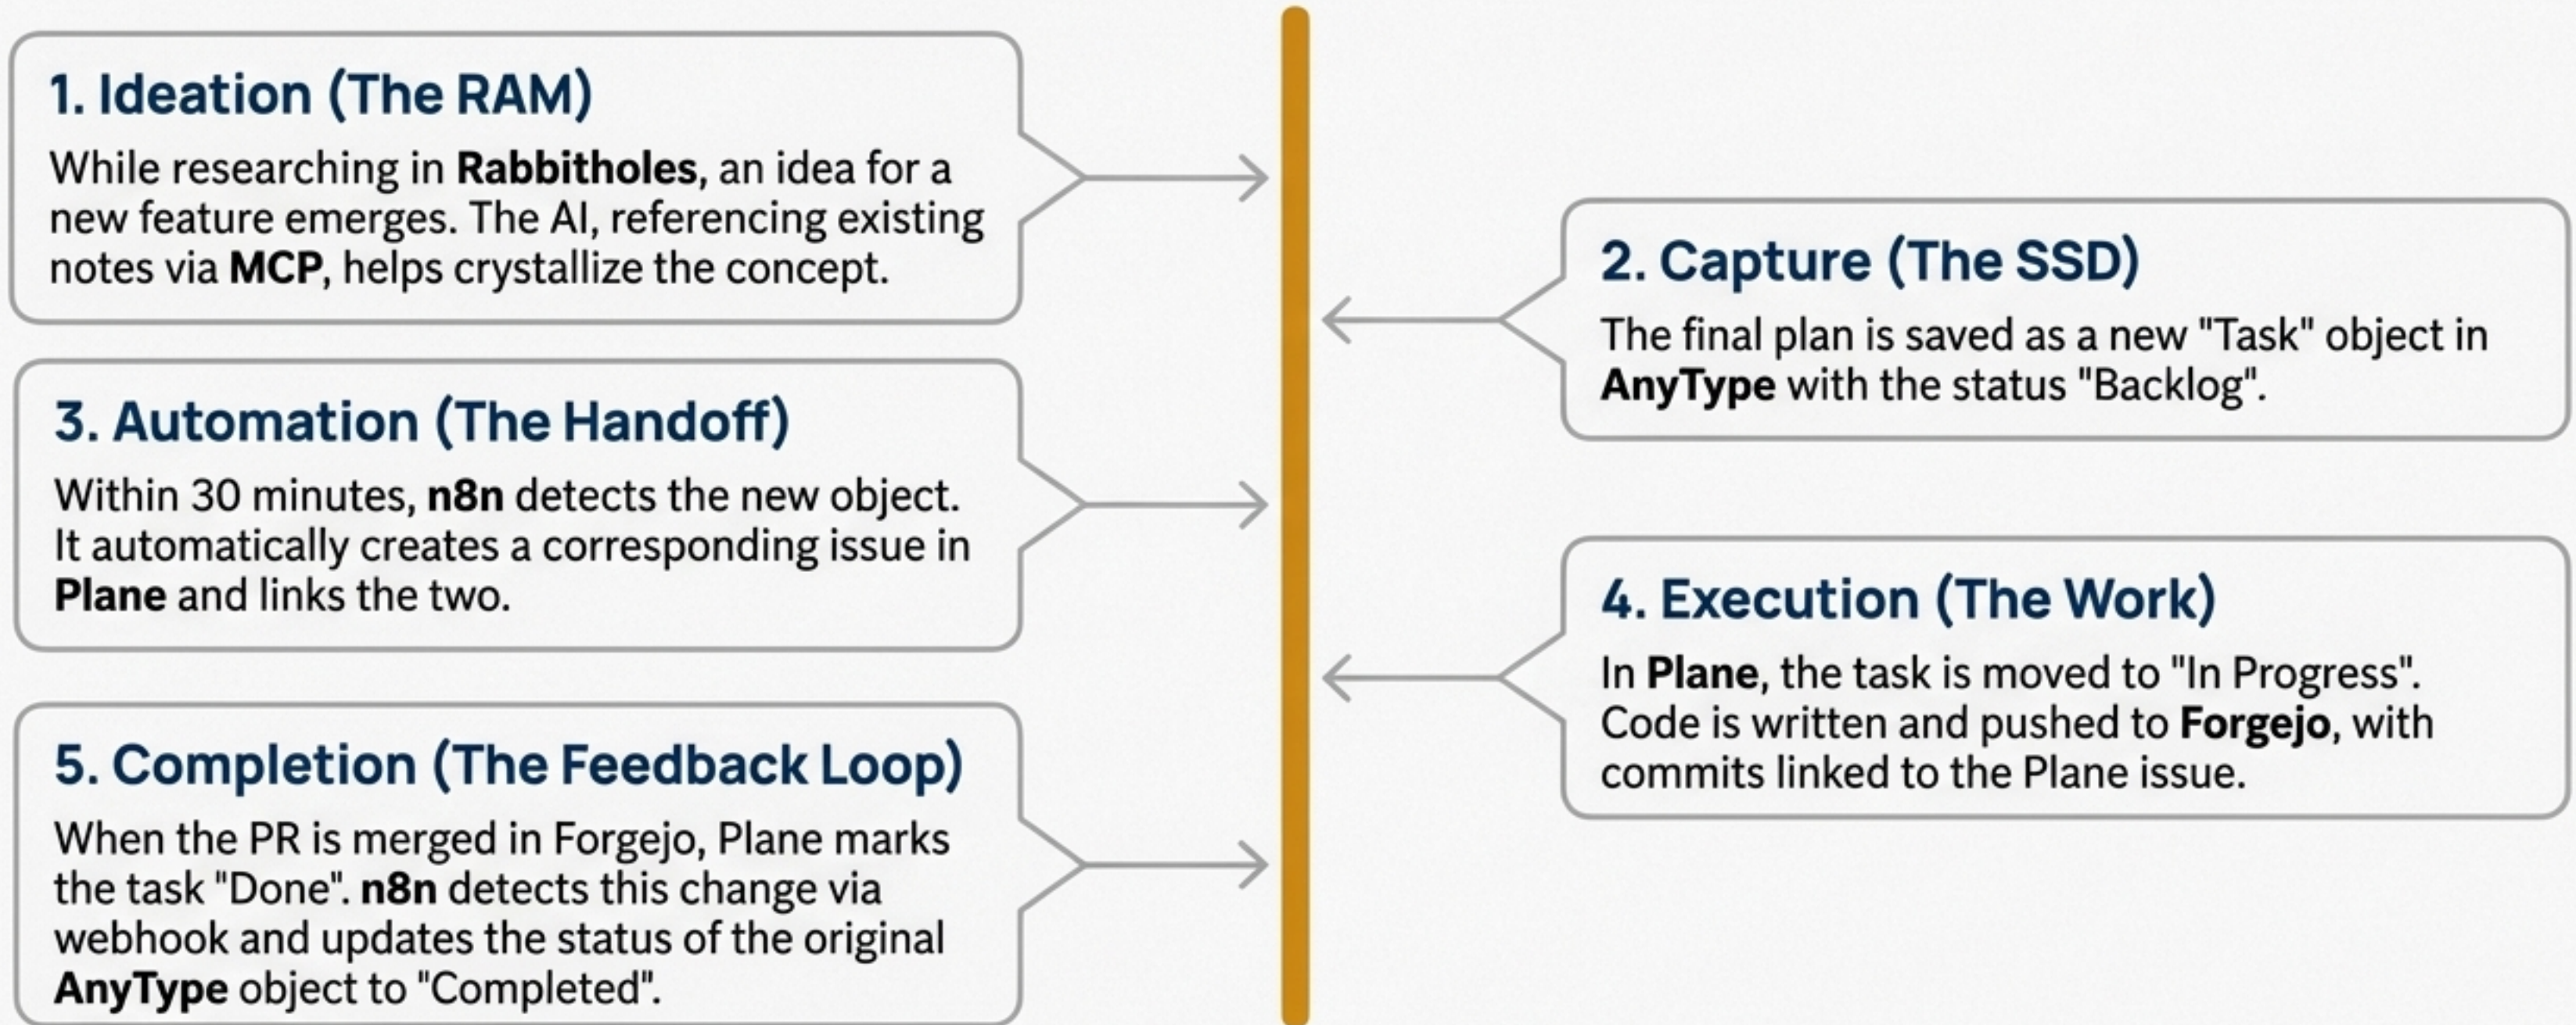 1. Ideation (The RAM)
While researching in Rabbitholes, an idea for a
new feature emerges. The AI, referencing existing
notes via MCP, helps crystallize the concept.
2. Capture (The SSD)
The final plan is saved as a new "Task" object in
AnyType with the status "Backlog".
3. Automation (The Handoff)
Within 30 minutes, n8n detects the new object.
It automatically creates a corresponding issue in
Plane and links the two.
4. Execution (The Work)
In Plane, the task is moved to "In Progress".
Code is written and pushed to Forgejo, with
commits linked to the Plane issue.
5. Completion (The Feedback Loop)
When the PR is merged in Forgejo, Plane marks
the task "Done". n8n detects this change via
webhook and updates the status of the original
AnyType object to "Completed".